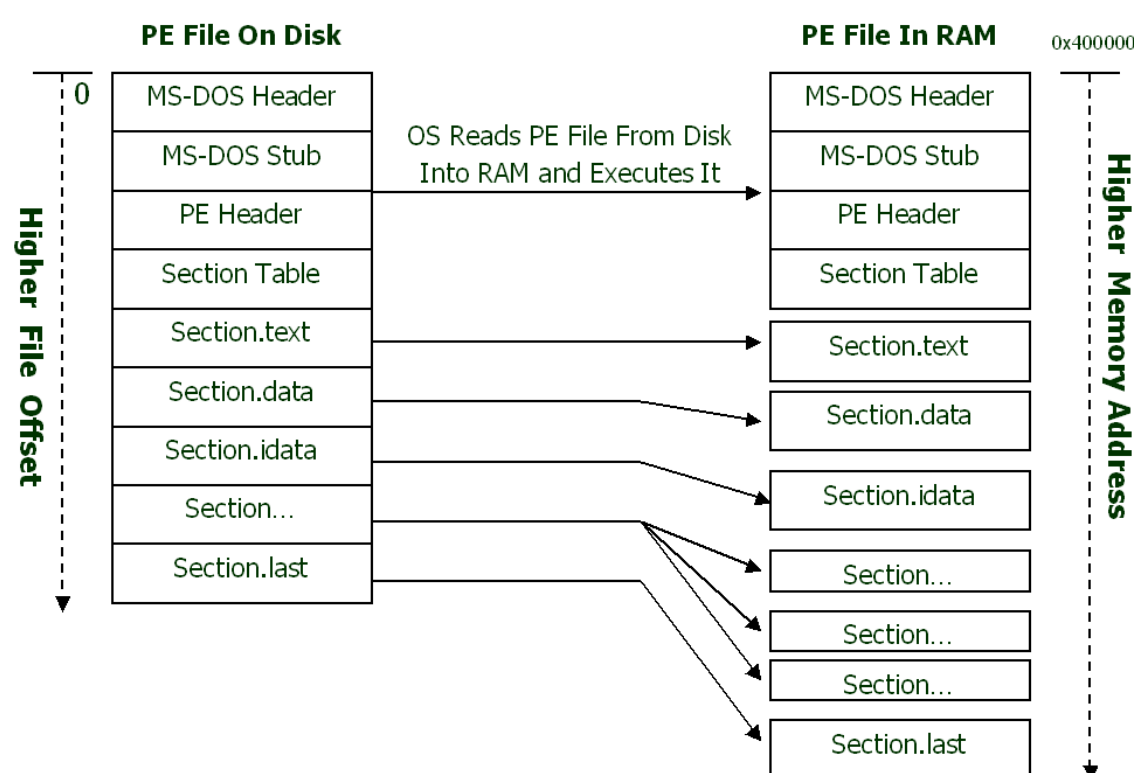 PE File On Disk
PE File In RAM
0x400000
0
MS-DOS Header
MS-DOS Stub
PE Header
Section Table
Section.text
Section.data
Section.idata
Section...
Section.last
OS Reads PE File From Disk
Into RAM and Executes It
MS-DOS Header
MS-DOS Stub
PE Header
Section Table
Section.text
Section.data
Section.idata
Section...
Section...
Section...
Section.last
Higher File Offset
Higher Memory Address